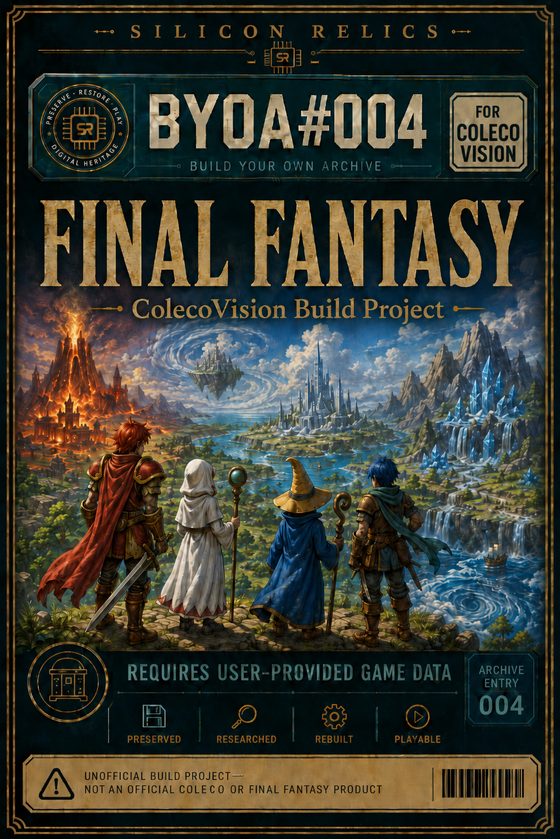 SILICON RELICS
SR
PRESERVE · RESTORE · PLAY
SR
DIGITAL HERITAGE
BYOA#004
BUILD YOUR OWN ARCHIVE
FOR
COLECO
VISION
FINAL FANTASY
ColecoVision Build Project
REQUIRES USER-PROVIDED GAME DATA
ARCHIVE
ENTRY
004
PRESERVED
RESEARCHED
REBUILT
PLAYABLE
UNOFFICIAL BUILD PROJECT—
NOT AN OFFICIAL COLECO OR FINAL FANTASY PRODUCT